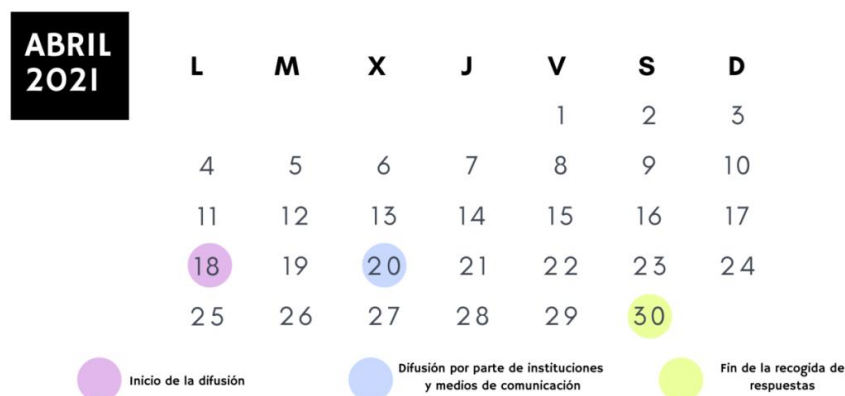 ABRIL
2021
L M X J V S D
1 2 3
4 5 6 7 8 9 10
11 12 13 14 15 16 17
18 19 20 21 22 23 24
25 26 27 28 29 30
Inicio de la difusión
Difusión por parte de instituciones
y medios de comunicación
Fin de la recogida de
respuestas